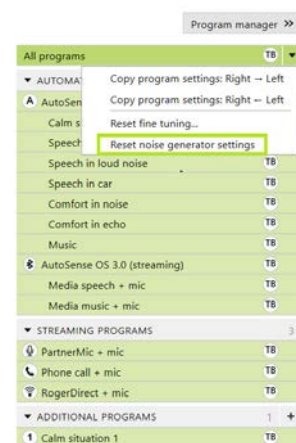 Program manager >>
All programs TB
AUTOMA
Copy program settings: Right → Left
A AutoSen
Copy program settings: Right ← Left
Calm s
Reset fine tuning...
Speech
Reset noise generator settings
Speech in loud noise TB
Speech in car TB
Comfort in noise TB
Comfort in echo TB
Music TB
AutoSense OS 3.0 (streaming) TB
Media speech + mic TB
Media music + mic TB
STREAMING PROGRAMS 3
PartnerMic + mic TB
Phone call + mic TB
RogerDirect + mic TB
ADDITIONAL PROGRAMS 1 +
1 Calm situation 1 TB